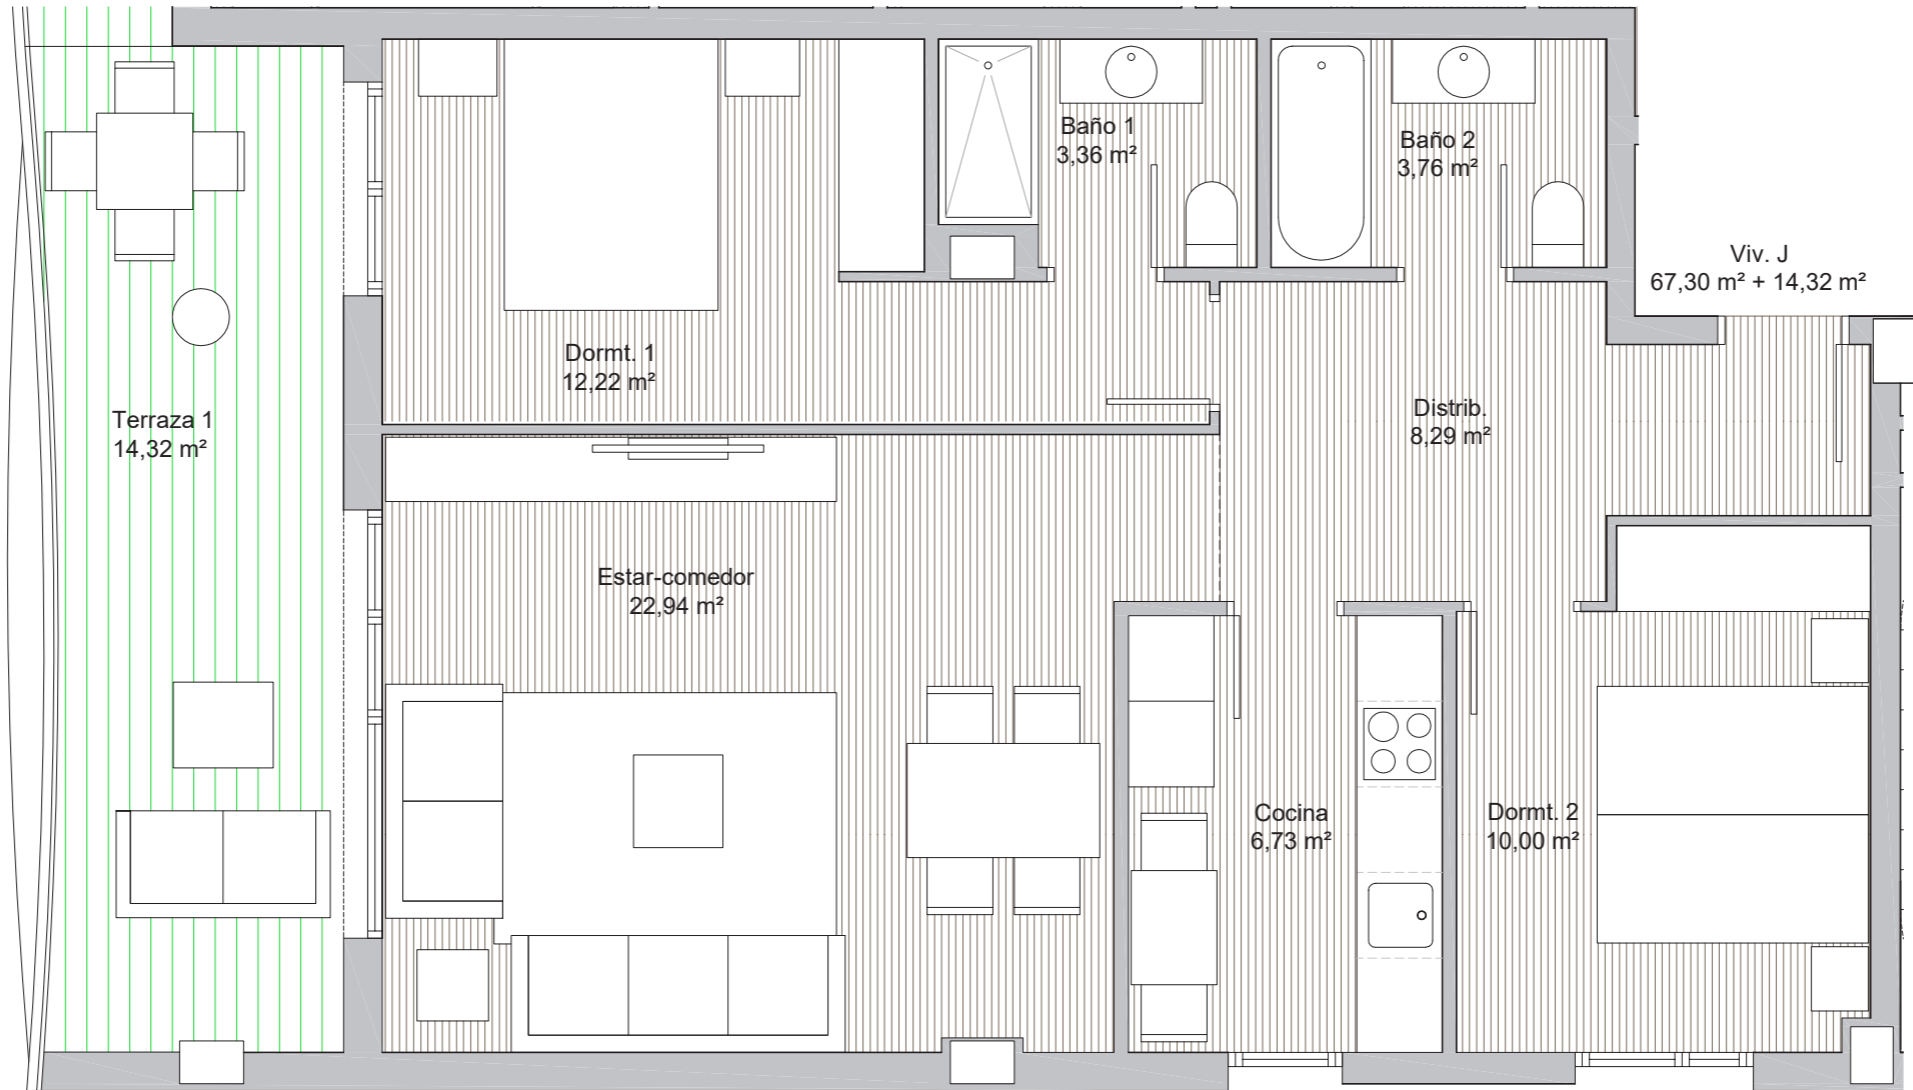 Baño 1
3,36 m²
Baño 2
3,76 m²
Viv. J
67,30 m² + 14,32 m²
Dormt. 1
12,22 m²
Terraza 1
14,32 m²
Distrib.
8,29 m²
Estar-comedor
22,94 m²
Cocina
6,73 m²
Dormt. 2
10,00 m²